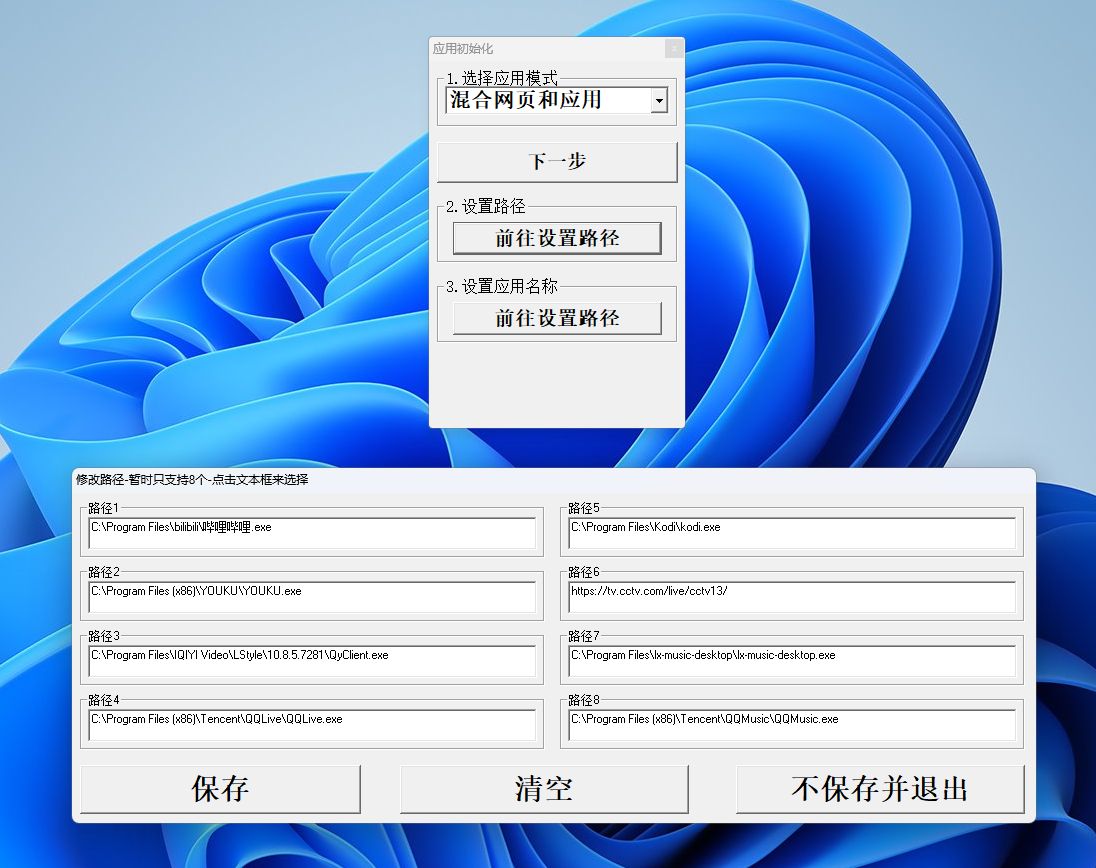 应用初始化
x
1.选择应用模式
混合网页和应用
下一步
2.设置路径
前往设置路径
3.设置应用名称
前往设置路径
修改路径-暂时只支持8个-点击文本框来选择
路径1
C:\Program Files\bilibili\哔哩哔哩.exe
路径2
C:\Program Files (x86)\YOUKU\YOUKU.exe
路径3
C:\Program Files\IQIYI Video\LStyle\10.8.5.7281\QyClient.exe
路径4
C:\Program Files (x86)\Tencent\QQLive\QQLive.exe
路径5
C:\Program Files\Kodi\kodi.exe
路径6
https://tv.cctv.com/live/cctv13/
路径7
C:\Program Files\lx-music-desktop\lx-music-desktop.exe
路径8
C:\Program Files (x86)\Tencent\QQMusic\QQMusic.exe
保存
清空
不保存并退出